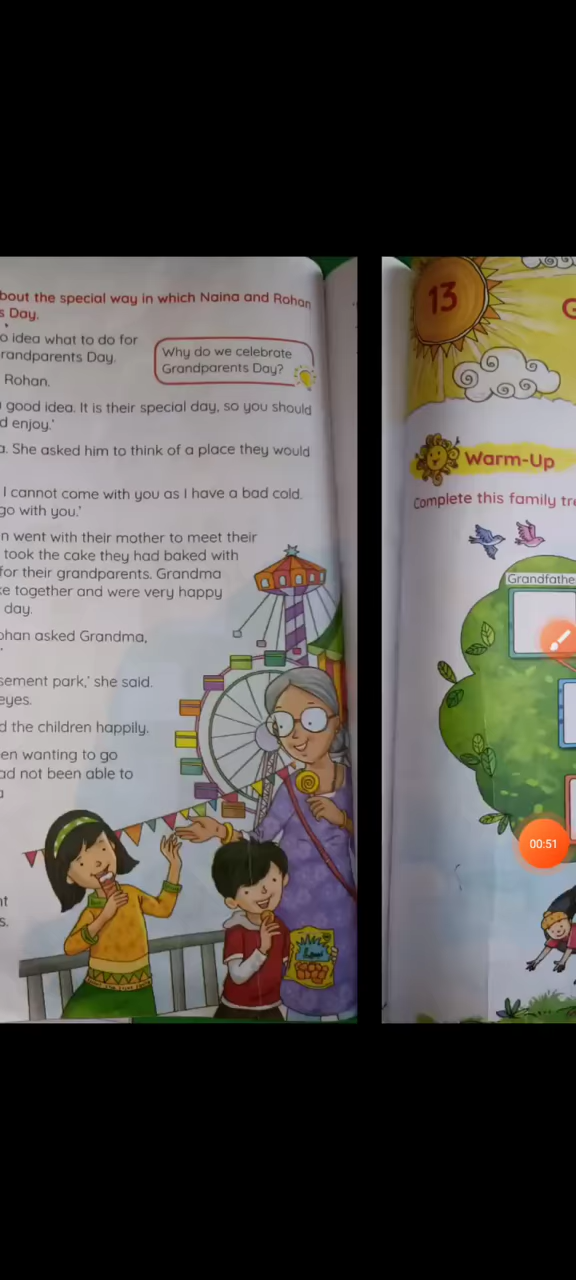 bout the special way in which Naina and Rohan
s Day.
o idea what to do for
randparents Day.
Why do we celebrate
Grandparents Day?
Rohan.
good idea. It is their special day, so you should
d enjoy.'
a. She asked him to think of a place they would
I cannot come with you as I have a bad cold.
go with you.'
n went with their mother to meet their
took the cake they had baked with
for their grandparents. Grandma
e together and were very happy
day.
ohan asked Grandma,
sement park,' she said.
eyes.
d the children happily.
en wanting to go
ad not been able to
nt
s.
13
G
Warm-Up
Complete this family tre
Grandfathe
00:51